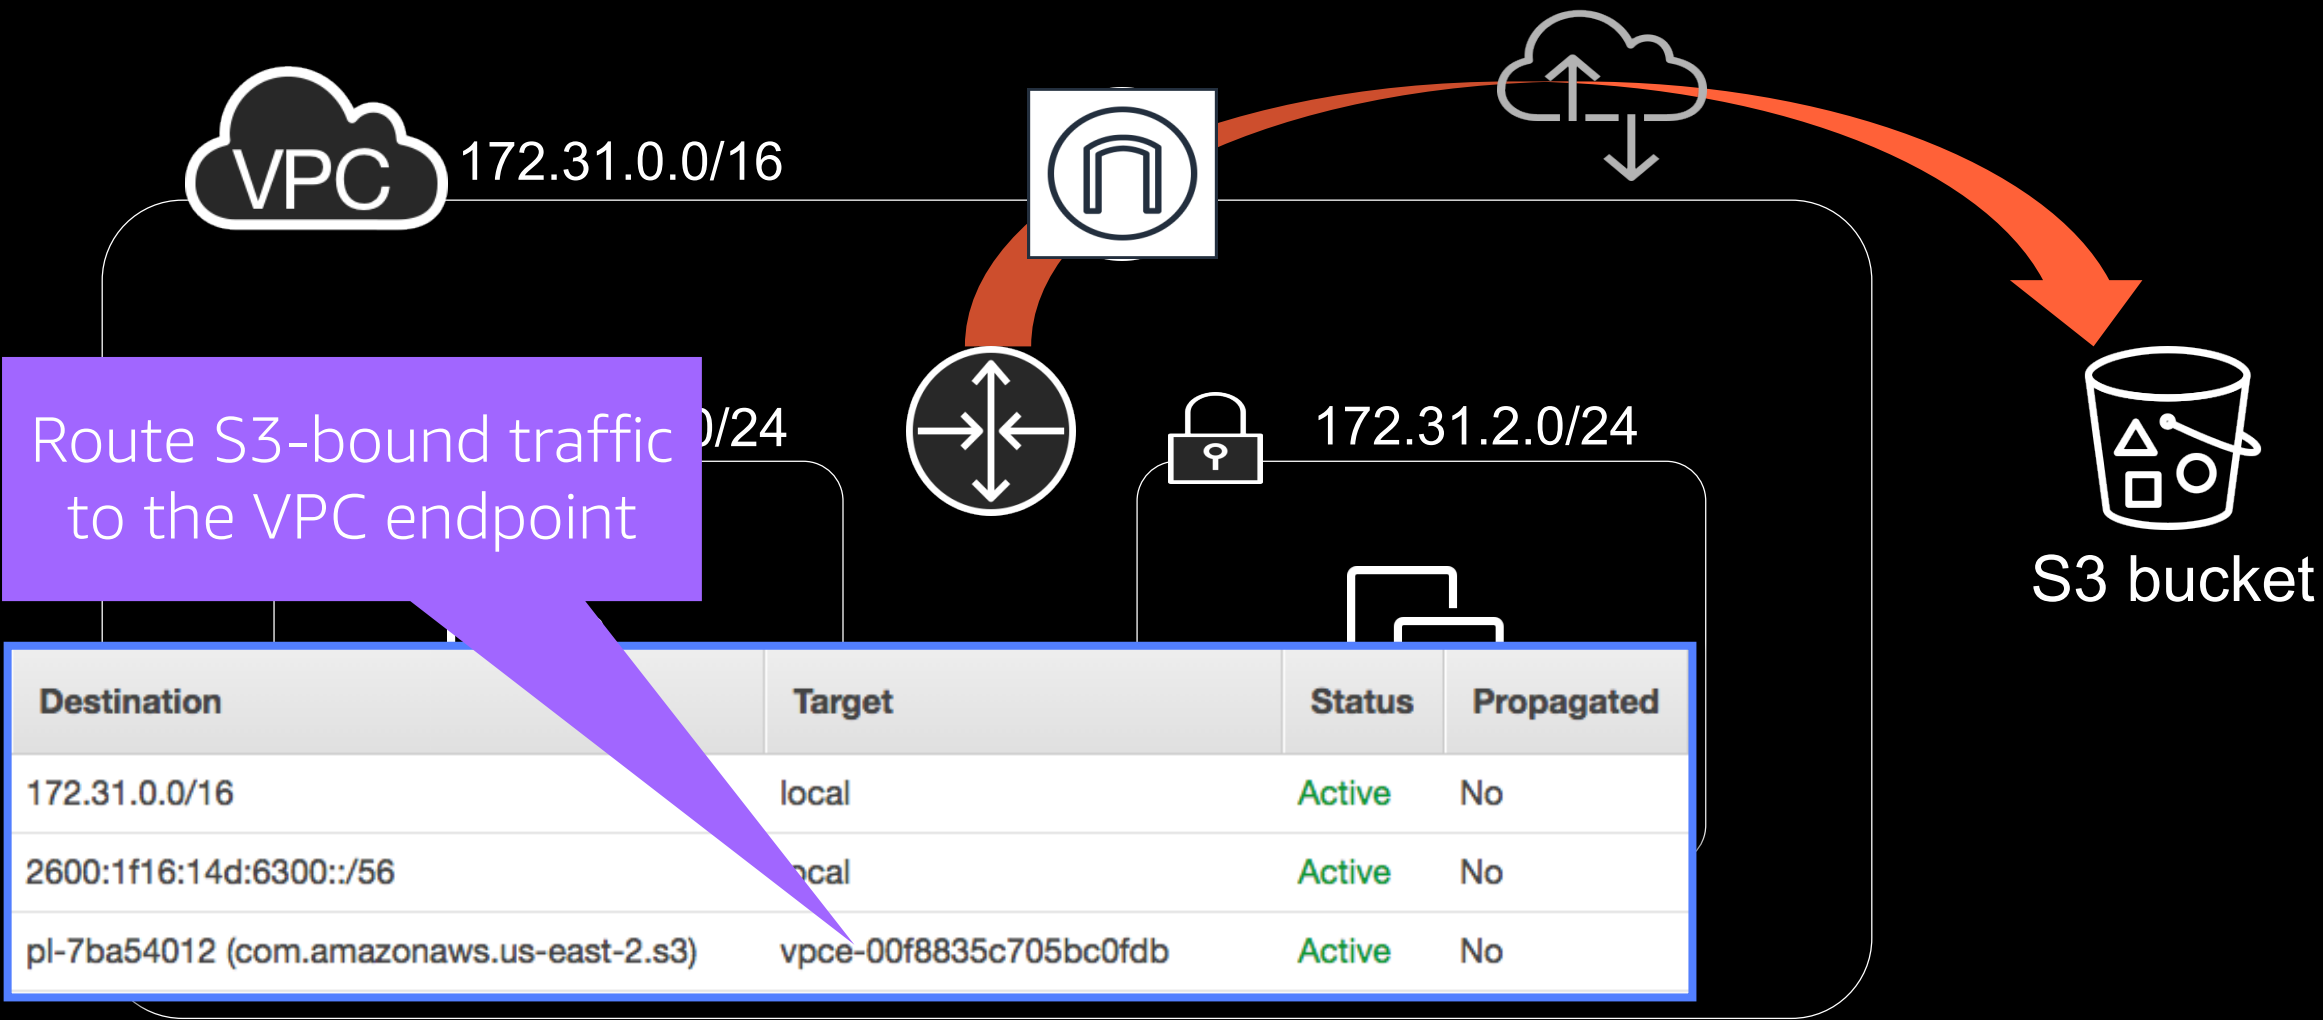 VPC
172.31.0.0/16
Route S3-bound traffic
to the VPC endpoint
/24
172.31.2.0/24
S3 bucket
Destination Target Status Propagated
172.31.0.0/16 local Active No
2600:1f16:14d:6300::/56 local Active No
pl-7ba54012 (com.amazonaws.us-east-2.s3) vpce-00f8835c705bc0fdb Active No